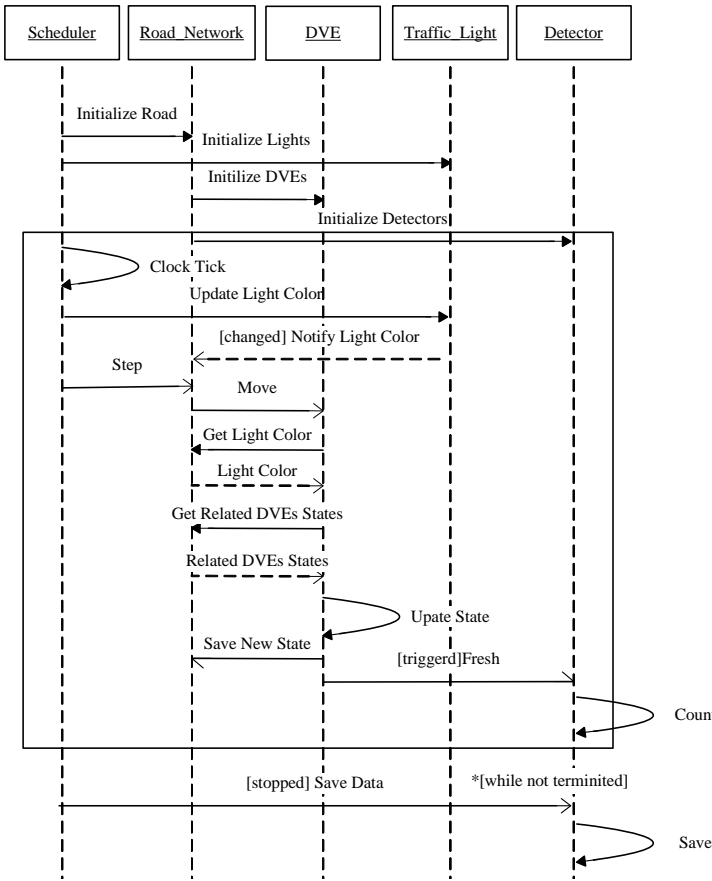 Scheduler
Road_Network
DVE
Traffic_Light
Detector
Initialize Road
Initialize Lights
Initilize DVEs
Initialize Detectors
Clock Tick
Update Light Color
[changed] Notify Light Color
Step
Move
Get Light Color
Light Color
Get Related DVEs States
Related DVEs States
Upate State
Save New State
[triggerd]Fresh
Coun
[stopped] Save Data
*[while not terminited]
Save